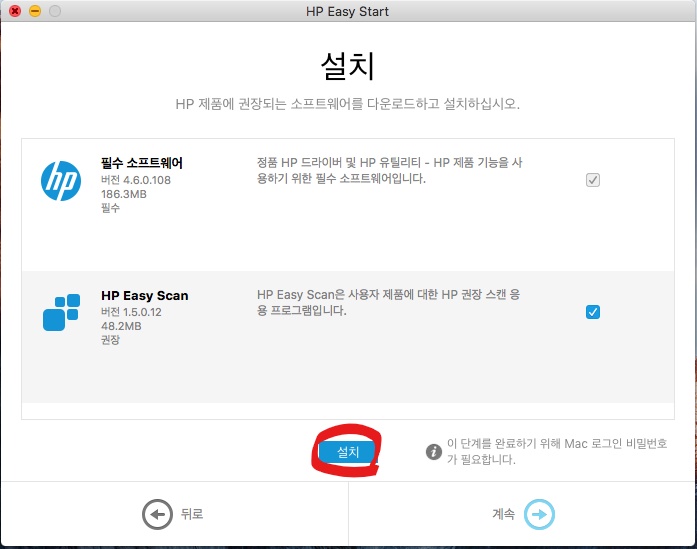 HP Easy Start
설치
HP 제품에 권장되는 소프트웨어를 다운로드하고 설치하십시오.
hp
필수 소프트웨어
버전 4.6.0.108
186.3MB
필수
정품 HP 드라이버 및 HP 유틸리티 - HP 제품 기능을 사
용하기 위한 필수 소프트웨어입니다.
HP Easy Scan
버전 1.5.0.12
48.2MB
권장
HP Easy Scan은 사용자 제품에 대한 HP 권장 스캔 응
용 프로그램입니다.
설치
이 단계를 완료하기 위해 Mac 로그인 비밀번호
가 필요합니다.
뒤로
계속